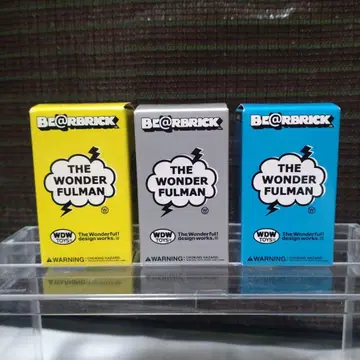 BE@RBRICK
THE
WONDER
FULMAN
WDW
TOYS
The Wonderful!
design works.
⚠WARNING:
BE@RBRICK
THE
WONDER
FULMAN
WDW
TOYS
The Wonderful!
design works.
⚠WARNING:
BE@RBRICK
THE
WONDER
FULMAN
WDW
TOYS
The Wonderful!
design works.
⚠WARNING: